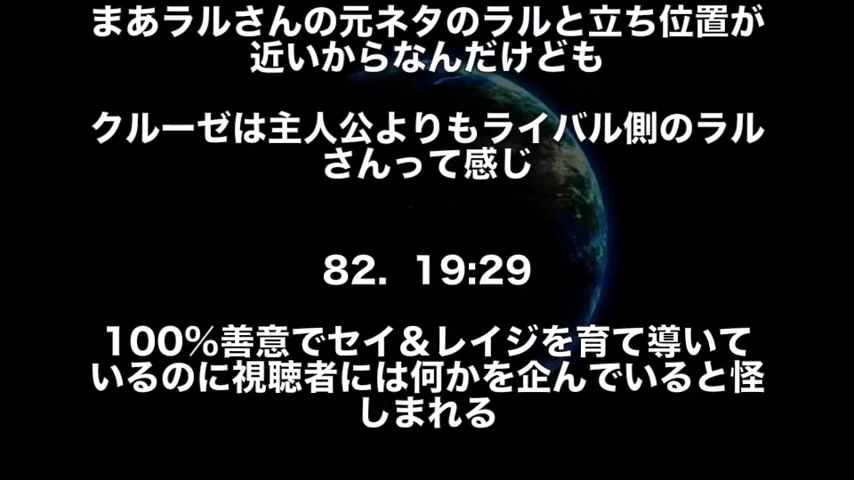 まあラルさんの元ネタのラルと立ち位置が
近いからなんだけども
クルーゼは主人公よりもライバル側のラル
さんって感じ
82. 19:29
100%善意でセイ&レイジを育て導いて
いるのに視聴者には何かを企んでいると怪
しまれる